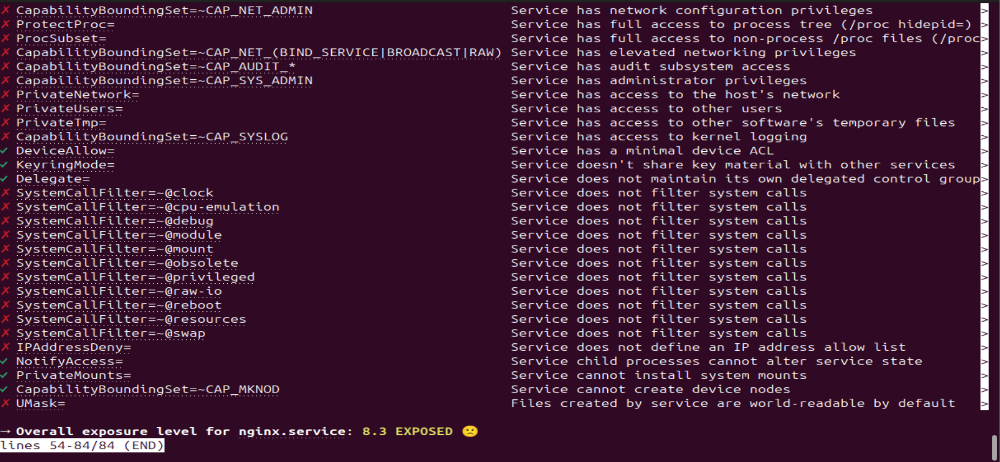 ✗ CapabilityBoundingSet=~CAP_NET_ADMIN Service has network configuration privileges >
✗ ProtectProc= Service has full access to process tree (/proc hidepid=) >
✗ ProcSubset= Service has full access to non-process /proc files (/proc>
✗ CapabilityBoundingSet=~CAP_NET_(BIND_SERVICE|BROADCAST|RAW) Service has elevated networking privileges >
✗ CapabilityBoundingSet=~CAP_AUDIT_* Service has audit subsystem access >
✗ CapabilityBoundingSet=~CAP_SYS_ADMIN Service has administrator privileges >
✗ PrivateNetwork= Service has access to the host's network >
✗ PrivateUsers= Service has access to other users >
✗ PrivateTmp= Service has access to other software's temporary files >
✗ CapabilityBoundingSet=~CAP_SYSLOG Service has access to kernel logging >
✓ DeviceAllow= Service has a minimal device ACL >
✓ KeyringMode= Service doesn't share key material with other services >
✓ Delegate= Service does not maintain its own delegated control group>
✗ SystemCallFilter=~@clock Service does not filter system calls >
✗ SystemCallFilter=~@cpu-emulation Service does not filter system calls >
✗ SystemCallFilter=~@debug Service does not filter system calls >
✗ SystemCallFilter=~@module Service does not filter system calls >
✗ SystemCallFilter=~@mount Service does not filter system calls >
✗ SystemCallFilter=~@obsolete Service does not filter system calls >
✗ SystemCallFilter=~@privileged Service does not filter system calls >
✗ SystemCallFilter=~@raw-io Service does not filter system calls >
✗ SystemCallFilter=~@reboot Service does not filter system calls >
✗ SystemCallFilter=~@resources Service does not filter system calls >
✗ SystemCallFilter=~@swap Service does not filter system calls >
✗ IPAddressDeny= Service does not define an IP address allow list >
✓ NotifyAccess= Service child processes cannot alter service state >
✓ PrivateMounts= Service cannot install system mounts >
✓ CapabilityBoundingSet=~CAP_MKNOD Service cannot create device nodes >
✗ UMask= Files created by service are world-readable by default >
→ Overall exposure level for nginx.service: 8.3 EXPOSED 🙁
lines 54-84/84 (END)